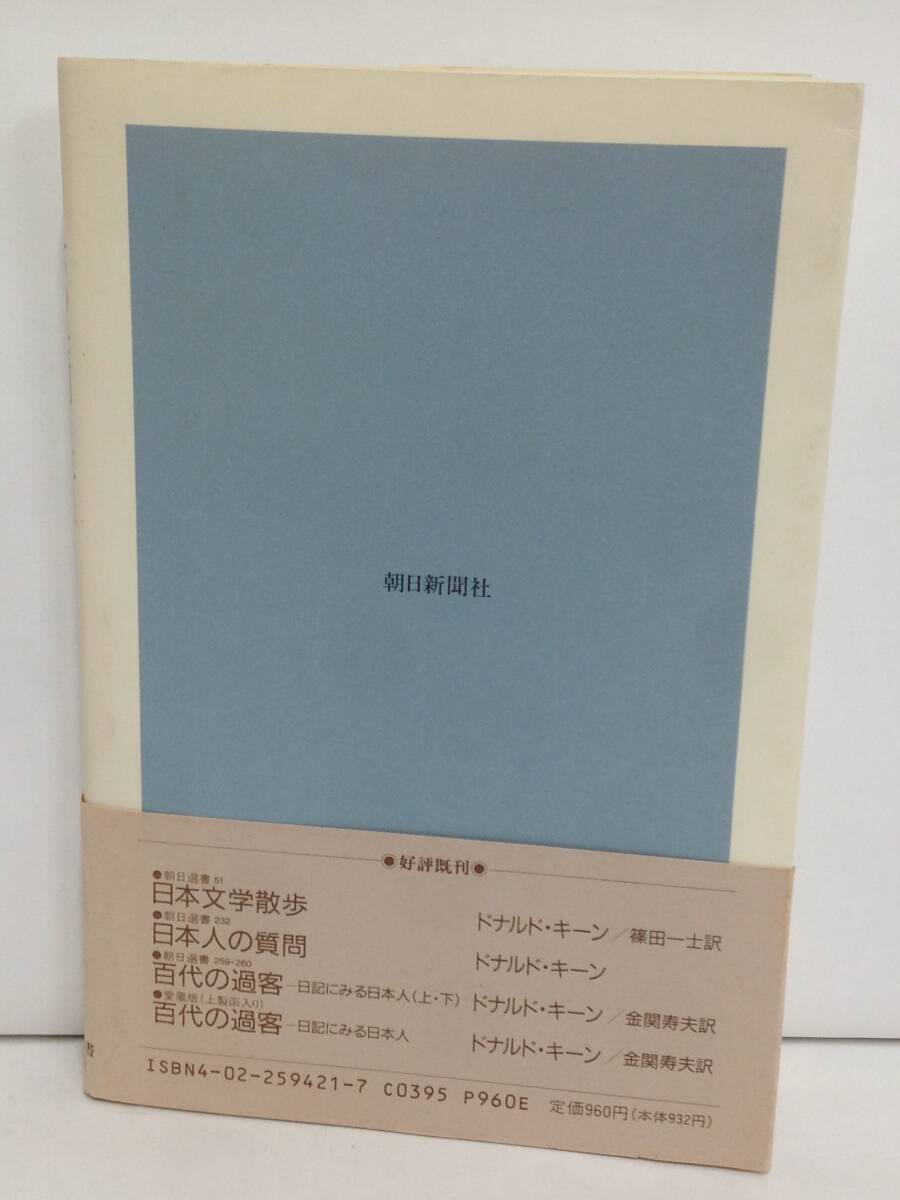 朝日新聞社
●好評既刊●
●朝日選書 51
日本文学散歩 ドナルド・キーン/篠田一士訳
●朝日選書 232
日本人の質問 ドナルド・キーン
●朝日選書 259・260
百代の過客―日記にみる日本人(上・下) ドナルド・キーン/金関寿夫訳
●愛蔵版(上製函入り)
百代の過客―日記にみる日本人 ドナルド・キーン/金関寿夫訳
ISBN4-02-259421-7 C0395 P960E 定価960円(本体932円)
書